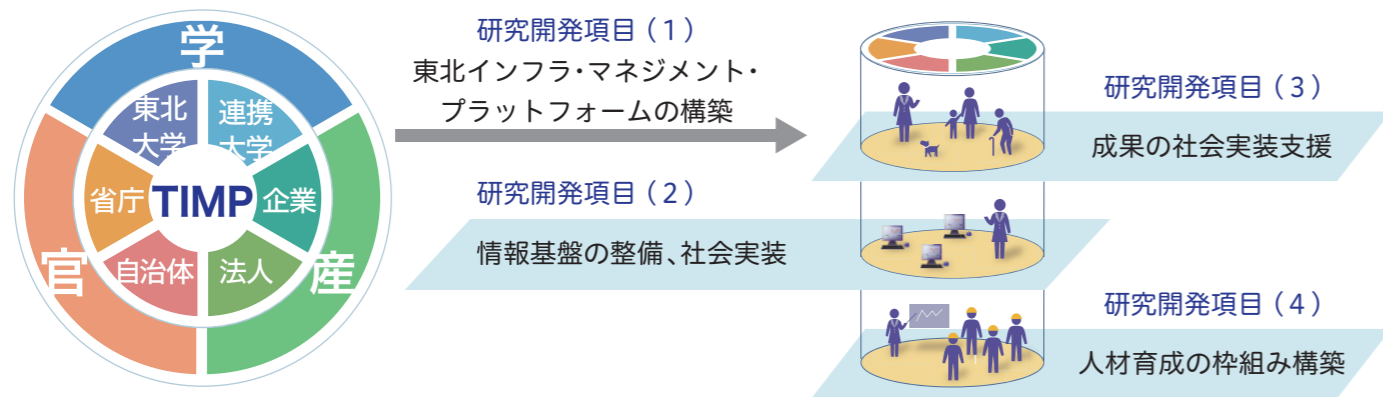 学
東北
大学
連携
大学
省庁
TIMP
企業
自治体
法人
官
産
研究開発項目(1)
東北インフラ・マネジメント・
プラットフォームの構築
研究開発項目(2)
情報基盤の整備、社会実装
研究開発項目(3)
成果の社会実装支援
研究開発項目(4)
人材育成の枠組み構築